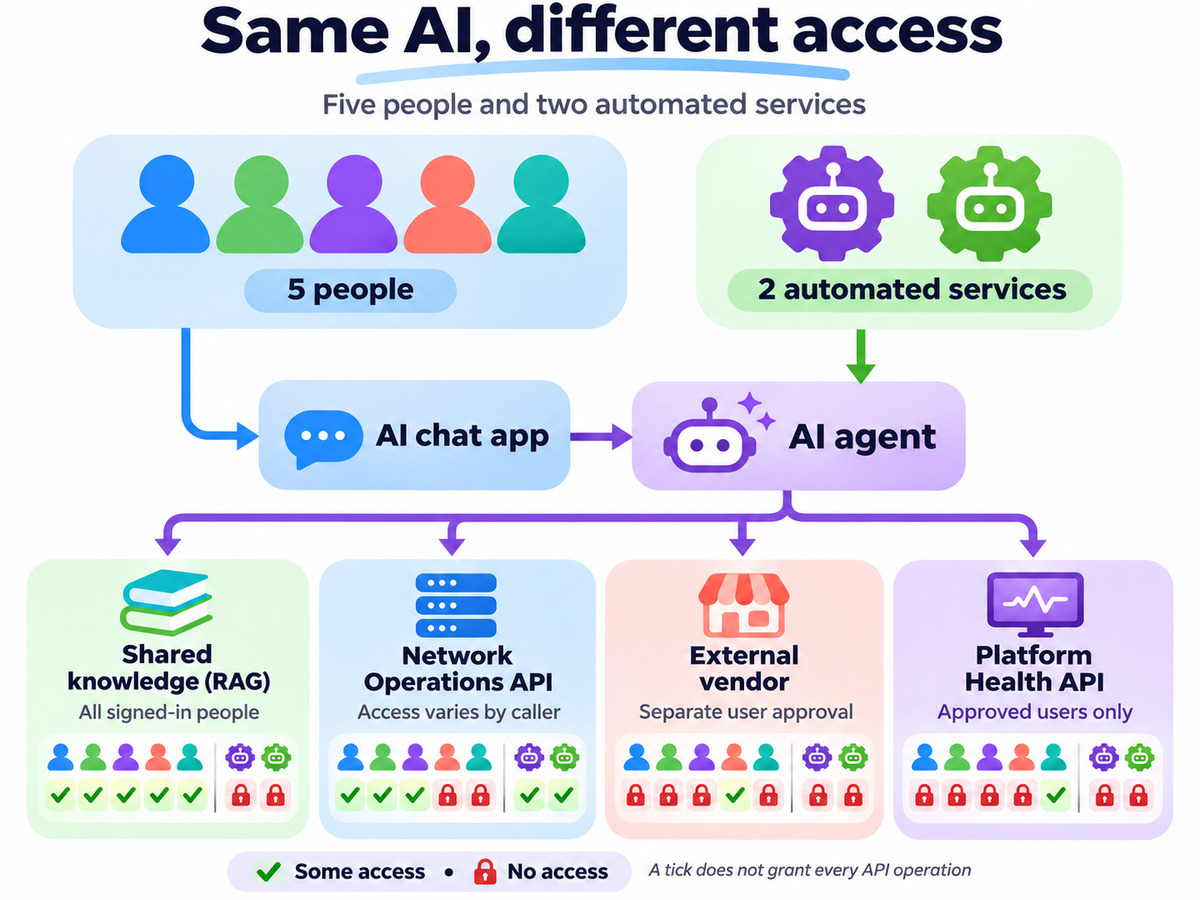 Same AI, different access
Five people and two automated services
5 people
2 automated services
AI chat app
AI agent
Shared
knowledge (RAG)
All signed-in people
Network
Operations API
Access varies by caller
External
vendor
Separate user approval
Platform
Health API
Approved users only
Some access • No access
A tick does not grant every API operation